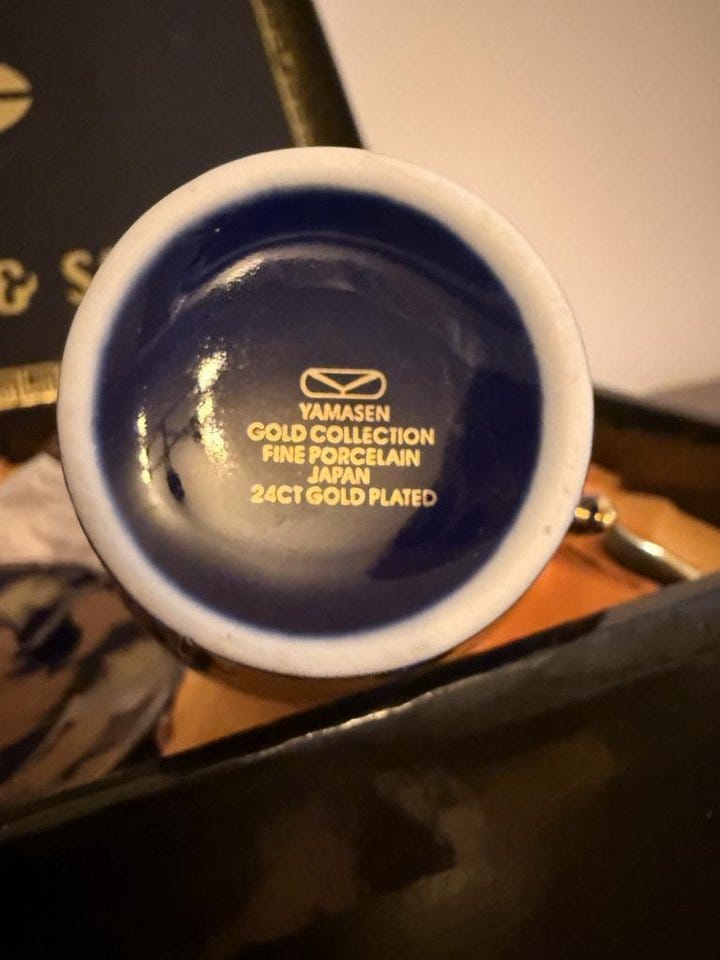 & S
YAMASEN
GOLD COLLECTION
FINE PORCELAIN
JAPAN
24CT GOLD PLATED